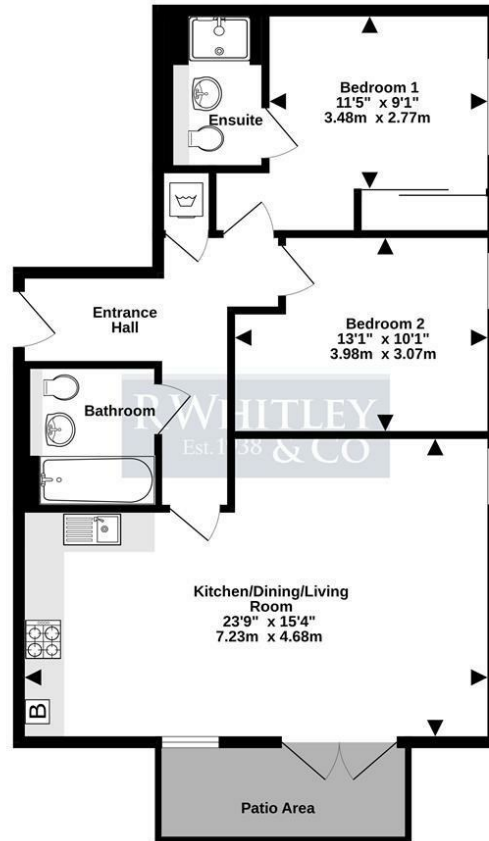 Bedroom 1
11'5" x 9'1"
3.48m x 2.77m
Ensuite
Entrance
Hall
Bedroom 2
13'1" x 10'1"
3.98m x 3.07m
Bathroom
R WHITLEY
Est. 1938
& CO
Kitchen/Dining/Living
Room
23'9" x 15'4"
7.23m x 4.68m
B
Patio Area